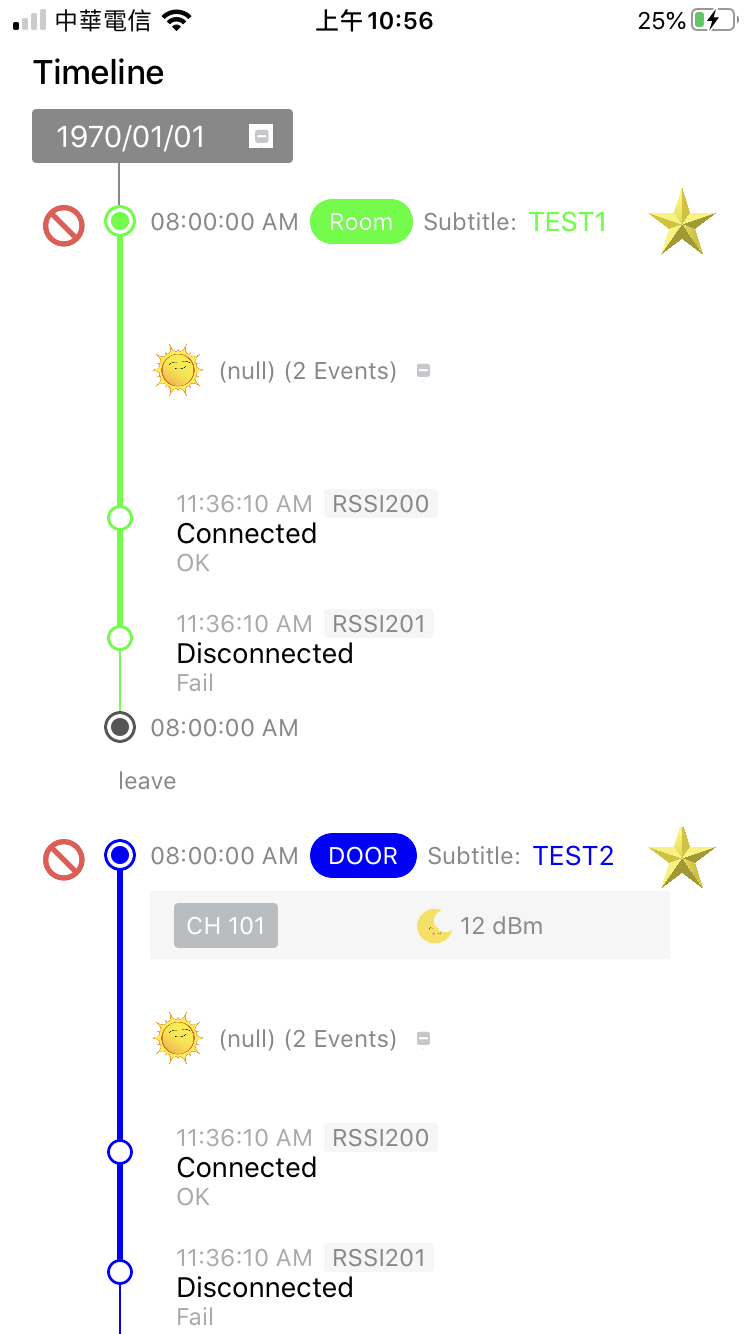 中華電信 上午10:56 25%
Timeline
1970/01/01
08:00:00 AM Room Subtitle: TEST1
(null) (2 Events)
11:36:10 AM RSSI200
Connected
OK
11:36:10 AM RSSI201
Disconnected
Fail
08:00:00 AM
leave
08:00:00 AM DOOR Subtitle: TEST2
CH 101 12 dBm
(null) (2 Events)
11:36:10 AM RSSI200
Connected
OK
11:36:10 AM RSSI201
Disconnected
Fail